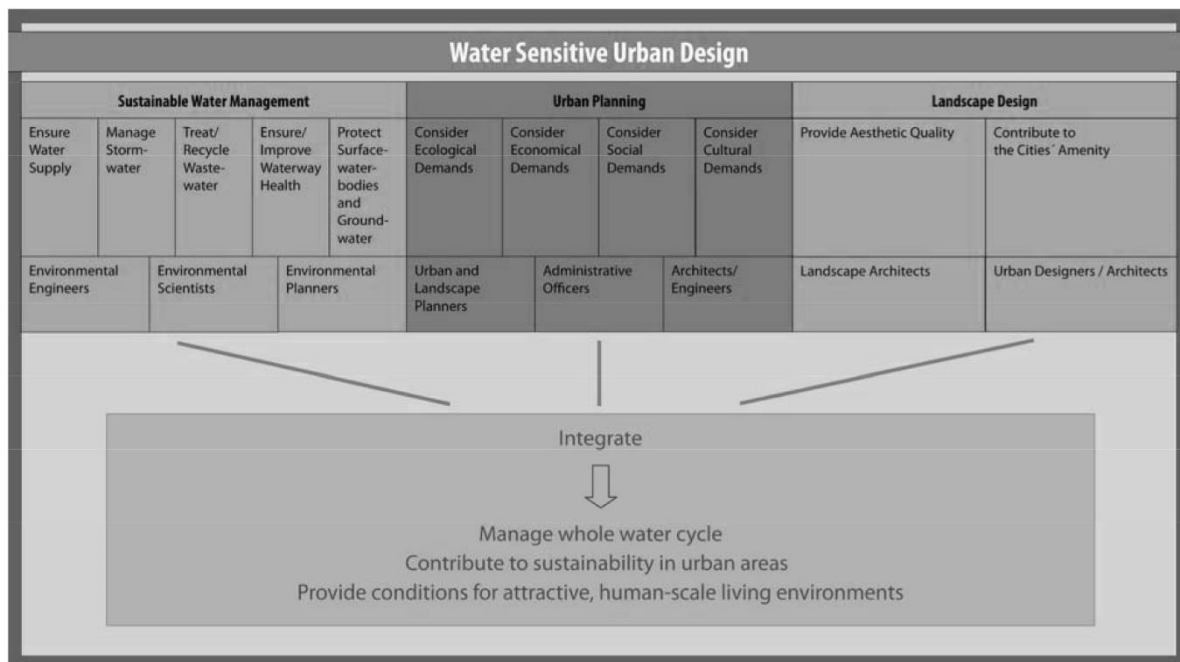 Water Sensitive Urban Design
Sustainable Water Management
Urban Planning
Landscape Design
Ensure
Water
Supply
Manage
Storm-
water
Treat/
Recycle
Waste-
water
Ensure/
Improve
Waterway
Health
Protect
Surface-
water-
bodies
and
Ground-
water
Consider
Ecological
Demands
Consider
Economical
Demands
Consider
Social
Demands
Consider
Cultural
Demands
Provide Aesthetic Quality
Contribute to
the Cities´ Amenity
Environmental
Engineers
Environmental
Scientists
Environmental
Planners
Urban and
Landscape
Planners
Administrative
Officers
Architects/
Engineers
Landscape Architects
Urban Designers / Architects
Integrate
Manage whole water cycle
Contribute to sustainability in urban areas
Provide conditions for attractive, human-scale living environments